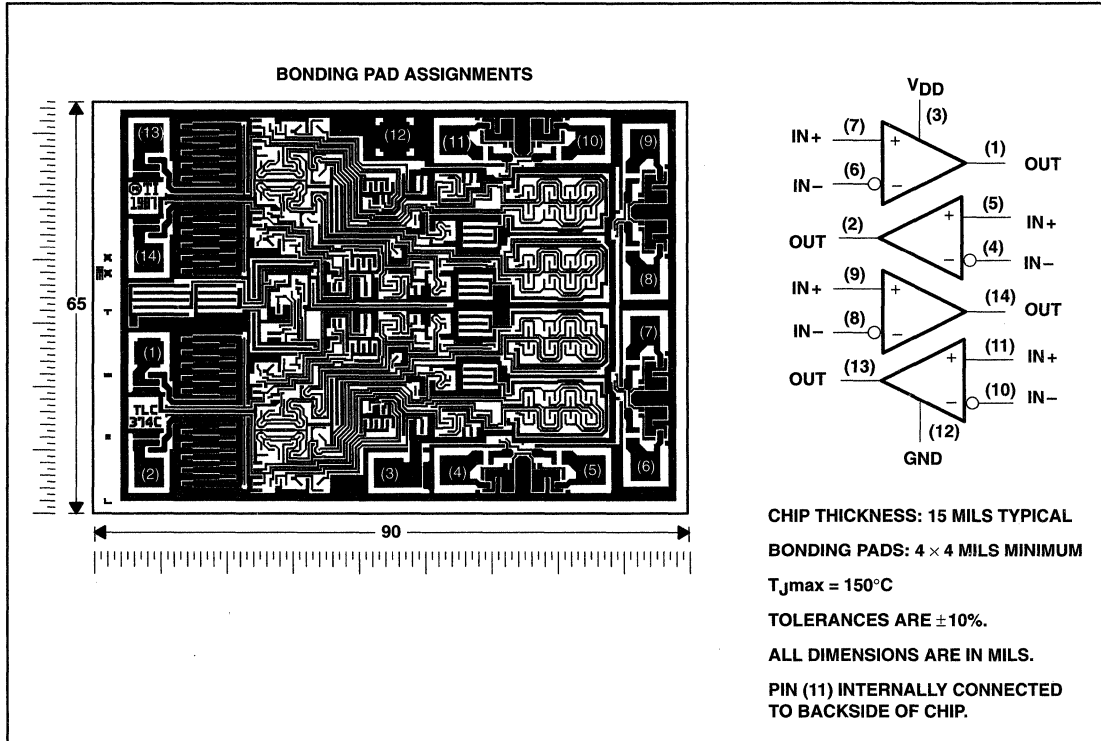 BONDING PAD ASSIGNMENTS
(13)
(12)
(11)
(10)
(9)
(14)
(8)
65
(1)
(7)
TLC
374C
(2)
(3)
(4)
(5)
(6)
90
VDD
(3)
(7)
IN+
+
(1)
OUT
(6)
IN−
−
(5)
+
IN+
(2)
OUT
(4)
−
IN−
(9)
IN+
+
(14)
OUT
(8)
IN−
−
(11)
+
IN+
(13)
OUT
(10)
−
IN−
(12)
GND
CHIP THICKNESS: 15 MILS TYPICAL
BONDING PADS: 4 × 4 MILS MINIMUM
TJmax = 150°C
TOLERANCES ARE ±10%.
ALL DIMENSIONS ARE IN MILS.
PIN (11) INTERNALLY CONNECTED
TO BACKSIDE OF CHIP.